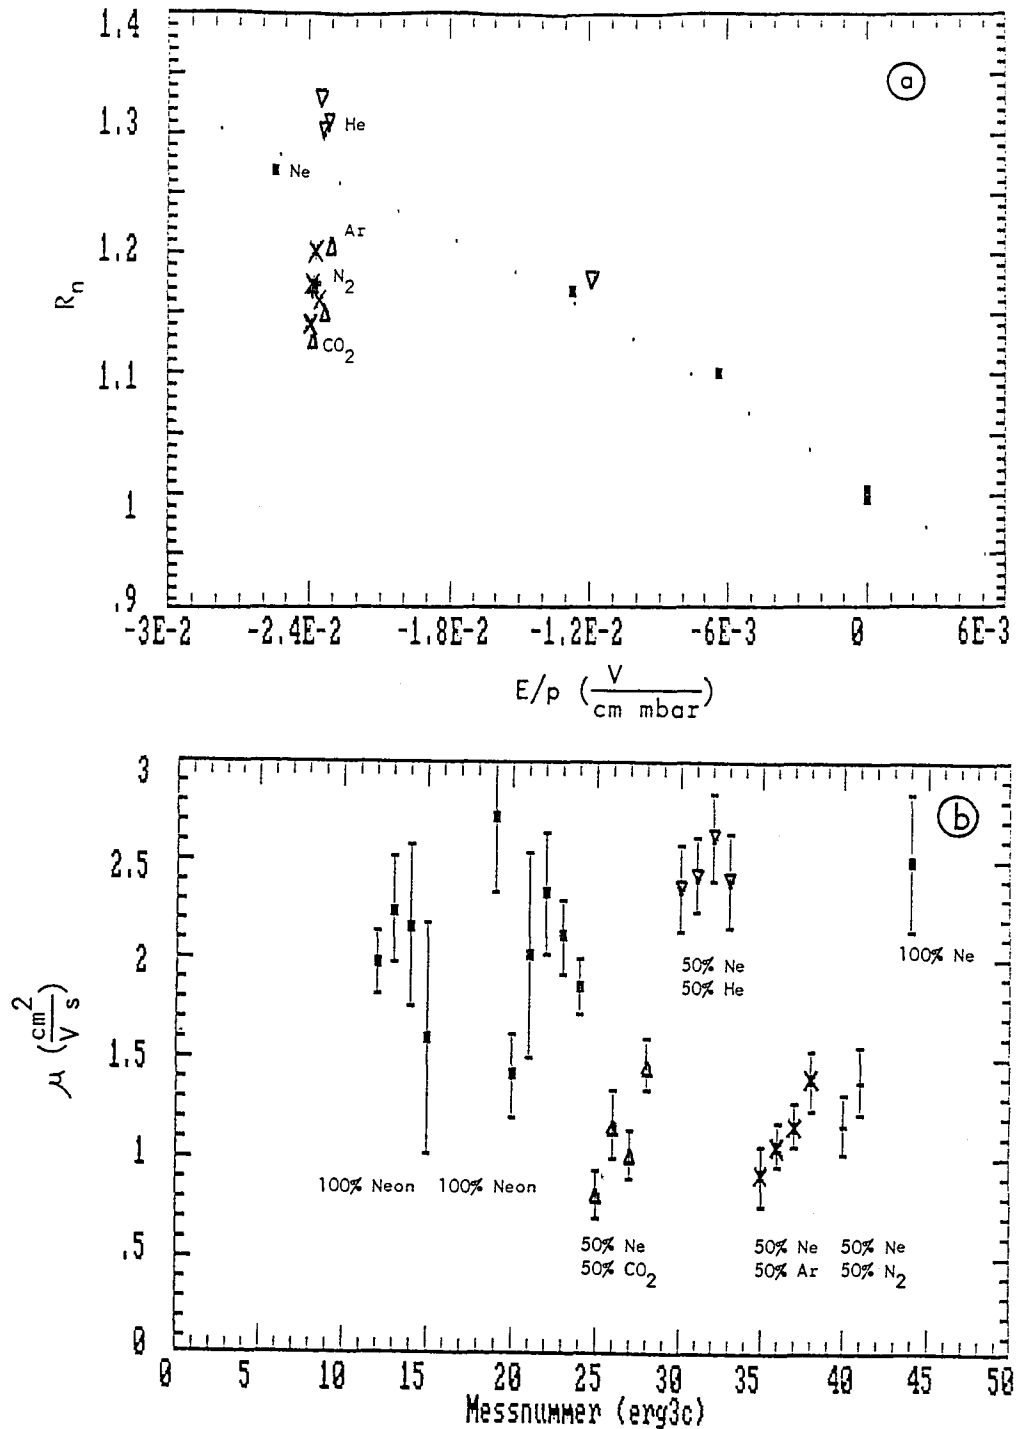 1.4
a
1.3
He
Ne
Ar
1.2
N2
Rn
CO2
1.1
1
.9
-3E-2 -2.4E-2 -1.8E-2 -1.2E-2 -6E-3 0 6E-3
E/p (V/cm mbar)
3
b
2.5
100% Ne
50% Ne
50% He
2
μ (cm²/V s)
1.5
1
100% Neon 100% Neon
.5
50% Ne 50% Ne 50% Ne
50% CO2 50% Ar 50% N2
0
0 5 10 15 20 25 30 35 40 45 50
Messnummer (erg3c)